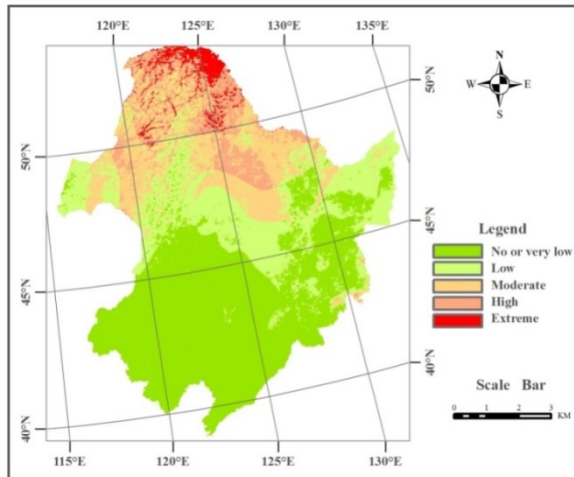 120°E 125°E 130°E 135°E
50°N
45°N
40°N
50°N
45°N
40°N
115°E 120°E 125°E 130°E
N
W E
S
Legend
No or very low
Low
Moderate
High
Extreme
Scale Bar
0 1 2 3
KM